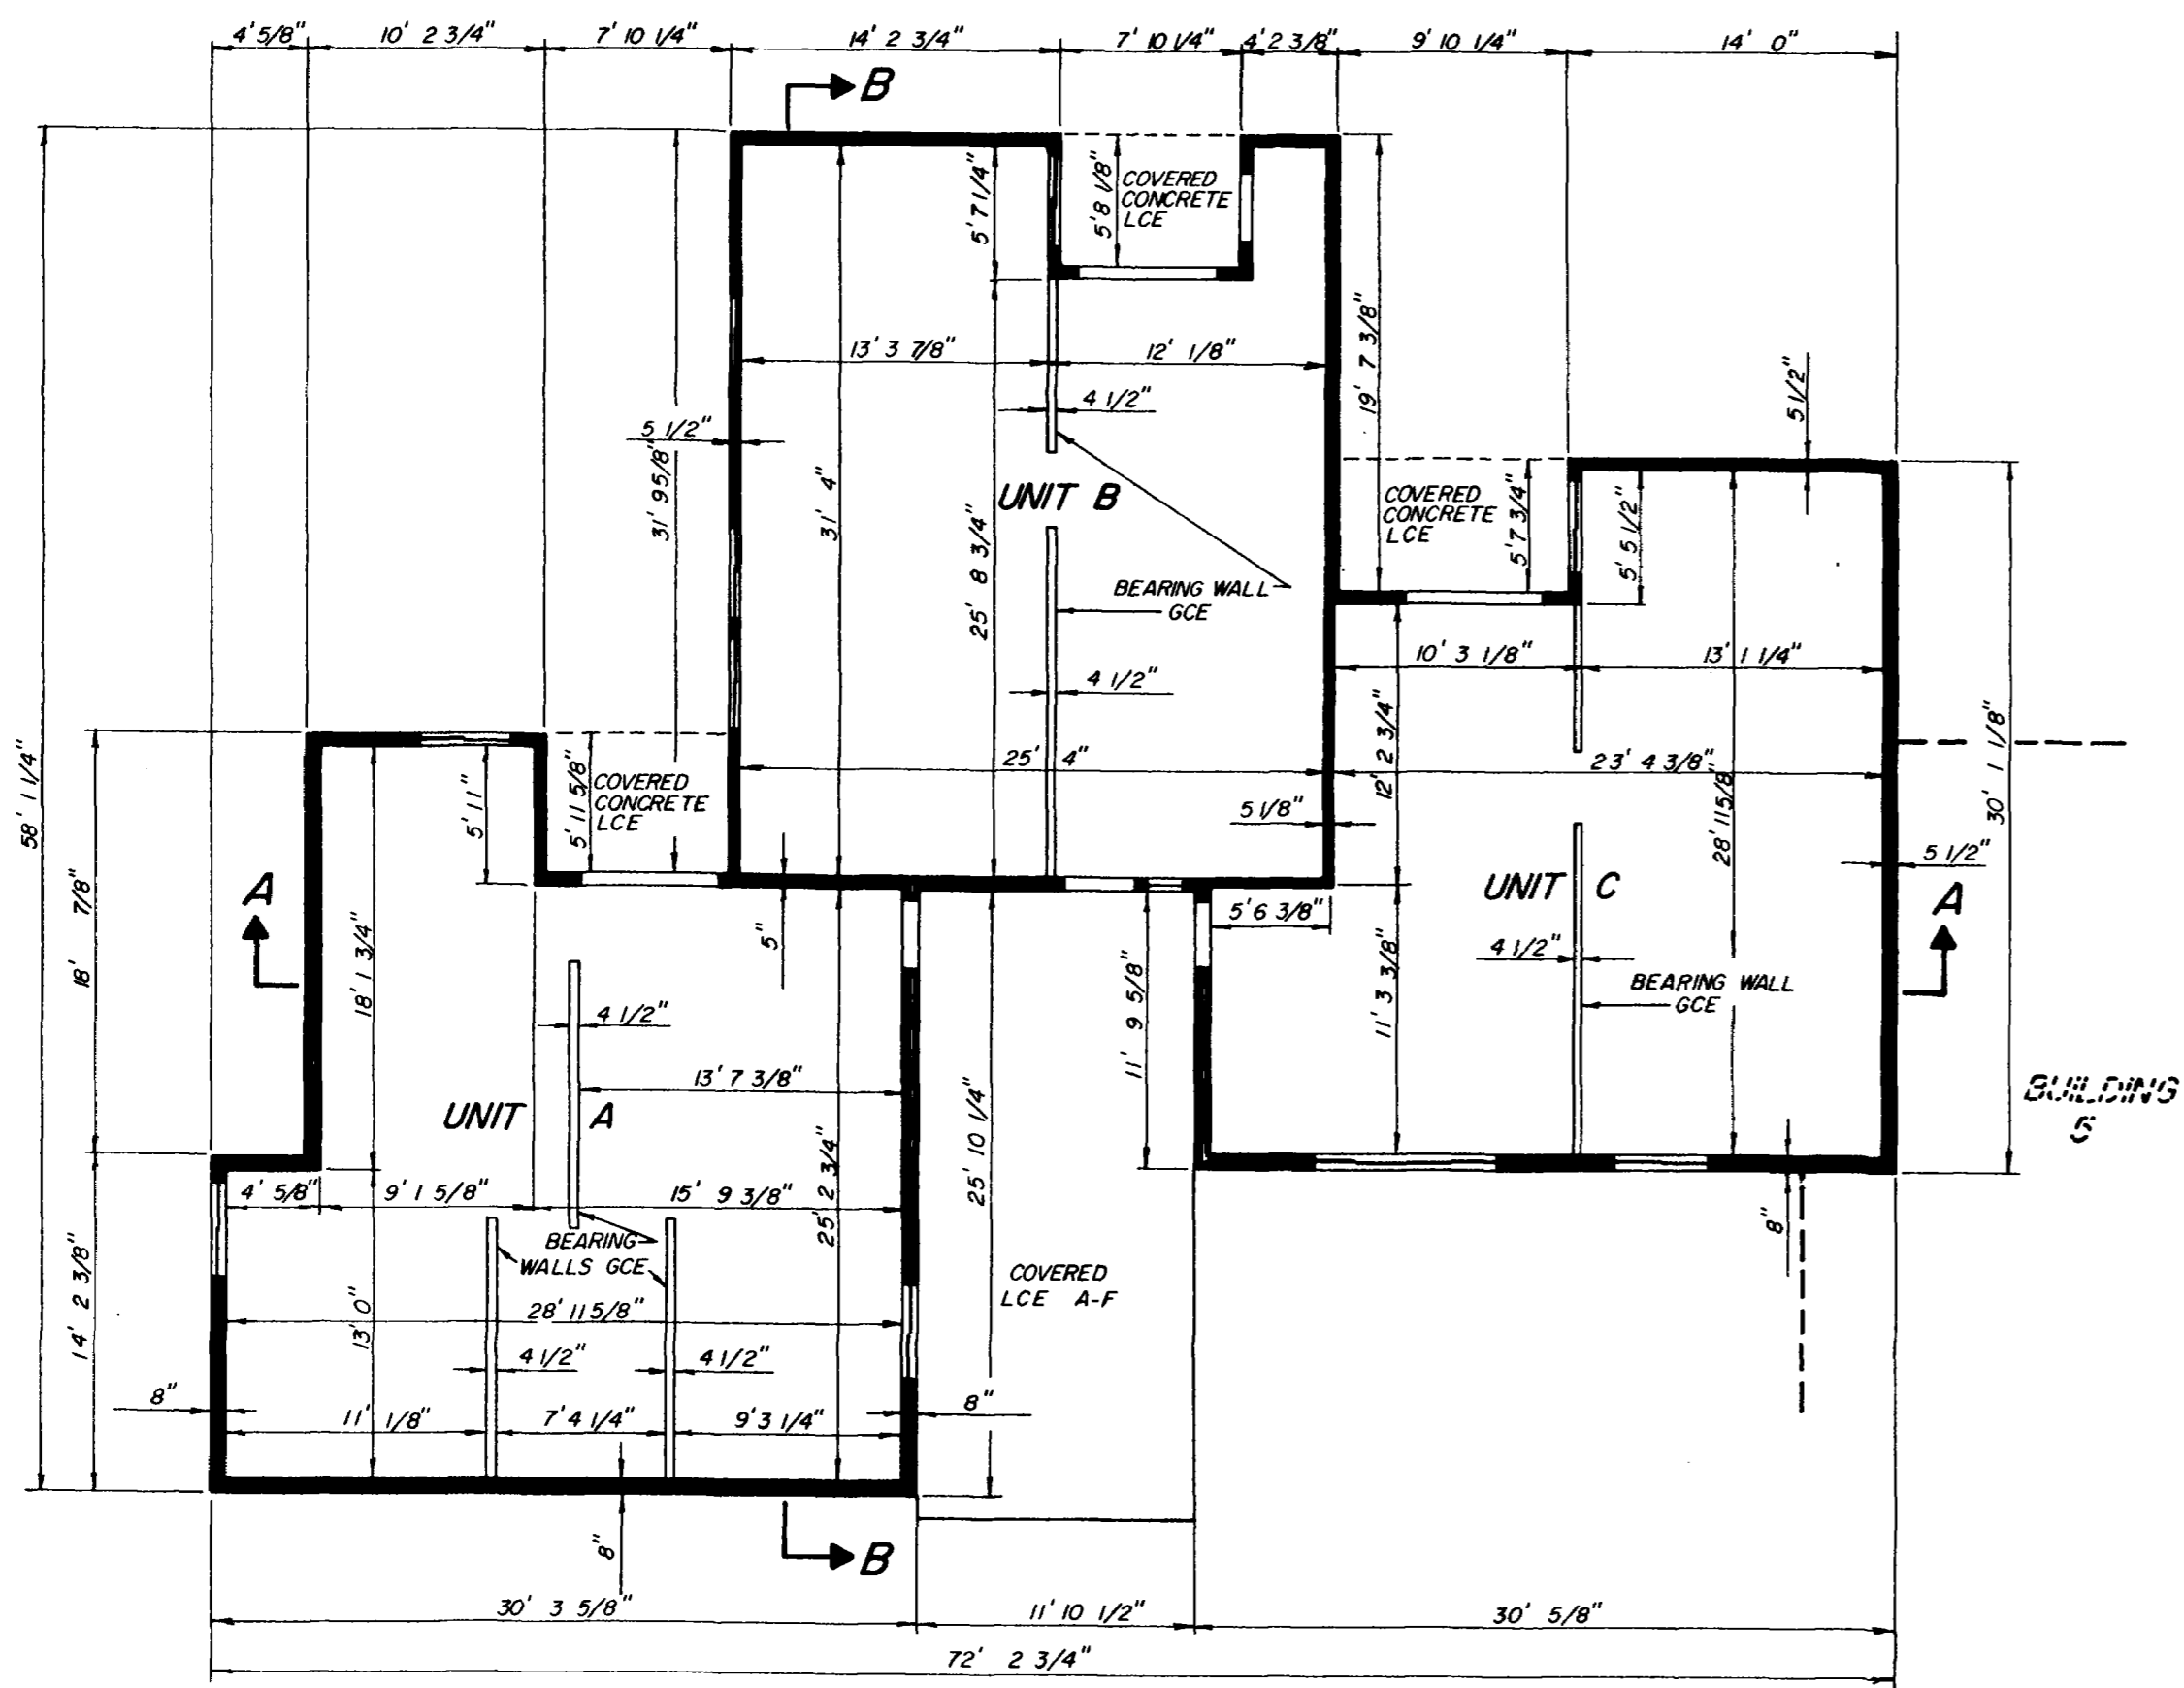 4' 5/8" 10' 2 3/4" 7' 10 1/4" 14' 2 3/4" 7' 10 1/4" 4' 2 3/8" 9' 10 1/4" 14' 0"
B
COVERED
CONCRETE
LCE
5' 7 1/4"
5' 8 1/8"
13' 3 7/8" 12' 1/8"
19' 7 3/8"
4 1/2"
5 1/2"
5 1/2"
31' 9 5/8"
31' 4"
UNIT B
25' 8 3/4"
COVERED
CONCRETE
LCE
5' 7 3/4"
5' 5 1/2"
BEARING WALL
GCE
10' 3 1/8" 13' 1 1/4"
4 1/2"
12' 2 3/4"
25' 4"
23' 4 3/8"
28' 11 5/8"
30' 1 1/8"
58' 1 1/4"
5' 11"
5' 11 5/8"
COVERED
CONCRETE
LCE
5 1/8"
5 1/2"
A
UNIT C
A
18' 7/8"
18' 1 3/4"
5"
5' 6 3/8"
4 1/2"
11' 3 3/8"
11' 9 5/8"
BEARING WALL
GCE
4 1/2"
13' 7 3/8"
UNIT A
25' 10 1/4"
BUILDING
5
25' 2 3/4"
4' 5/8" 9' 1 5/8" 15' 9 3/8"
8"
BEARING
WALLS GCE
COVERED
LCE A-F
14' 2 3/8"
13' 0"
28' 11 5/8"
4 1/2" 4 1/2"
8"
8"
11' 1/8" 7' 4 1/4" 9' 3 1/4"
8"
B
30' 3 5/8" 11' 10 1/2" 30' 5/8"
72' 2 3/4"